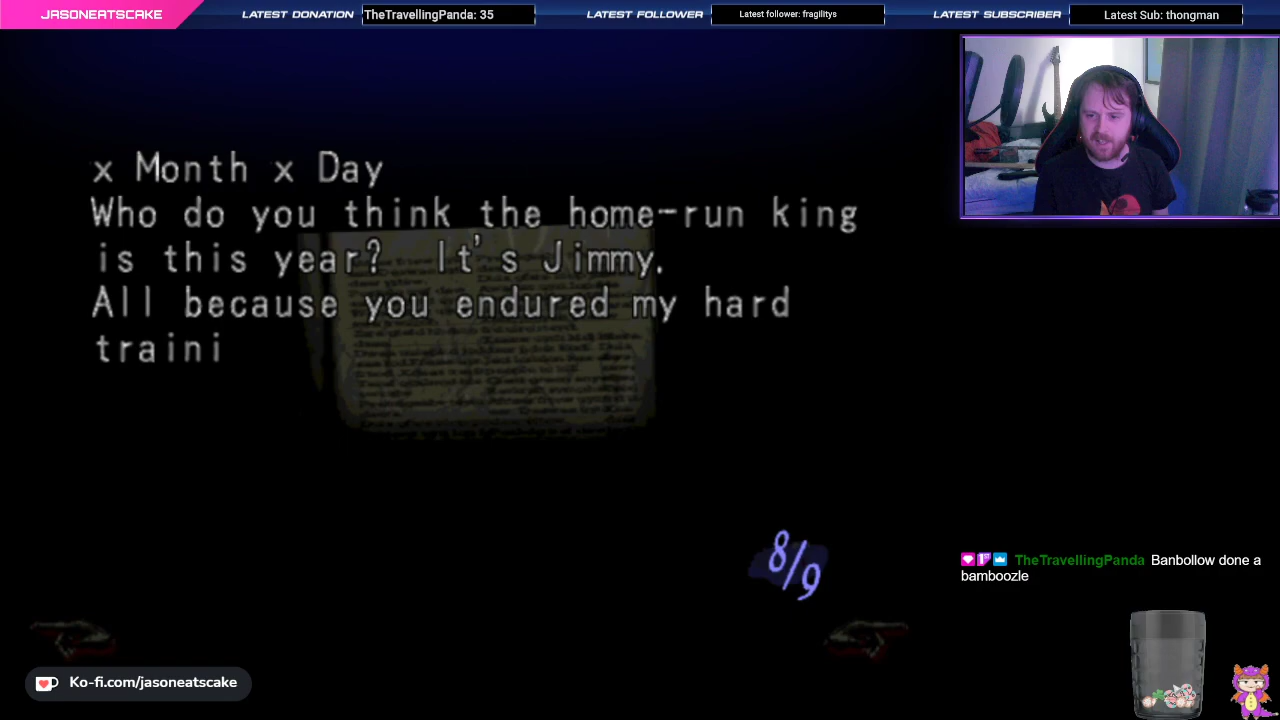 JASONEATSCAKE
LATEST DONATION
TheTravellingPanda: 35
LATEST FOLLOWER
Latest follower: fragilitys
LATEST SUBSCRIBER
Latest Sub: thongman
x Month x Day
Who do you think the home-run king
is this year? It's Jimmy.
All because you endured my hard
traini
8/9
TheTravellingPanda Banbollow done a
bamboozle
Ko-fi.com/jasoneatscake